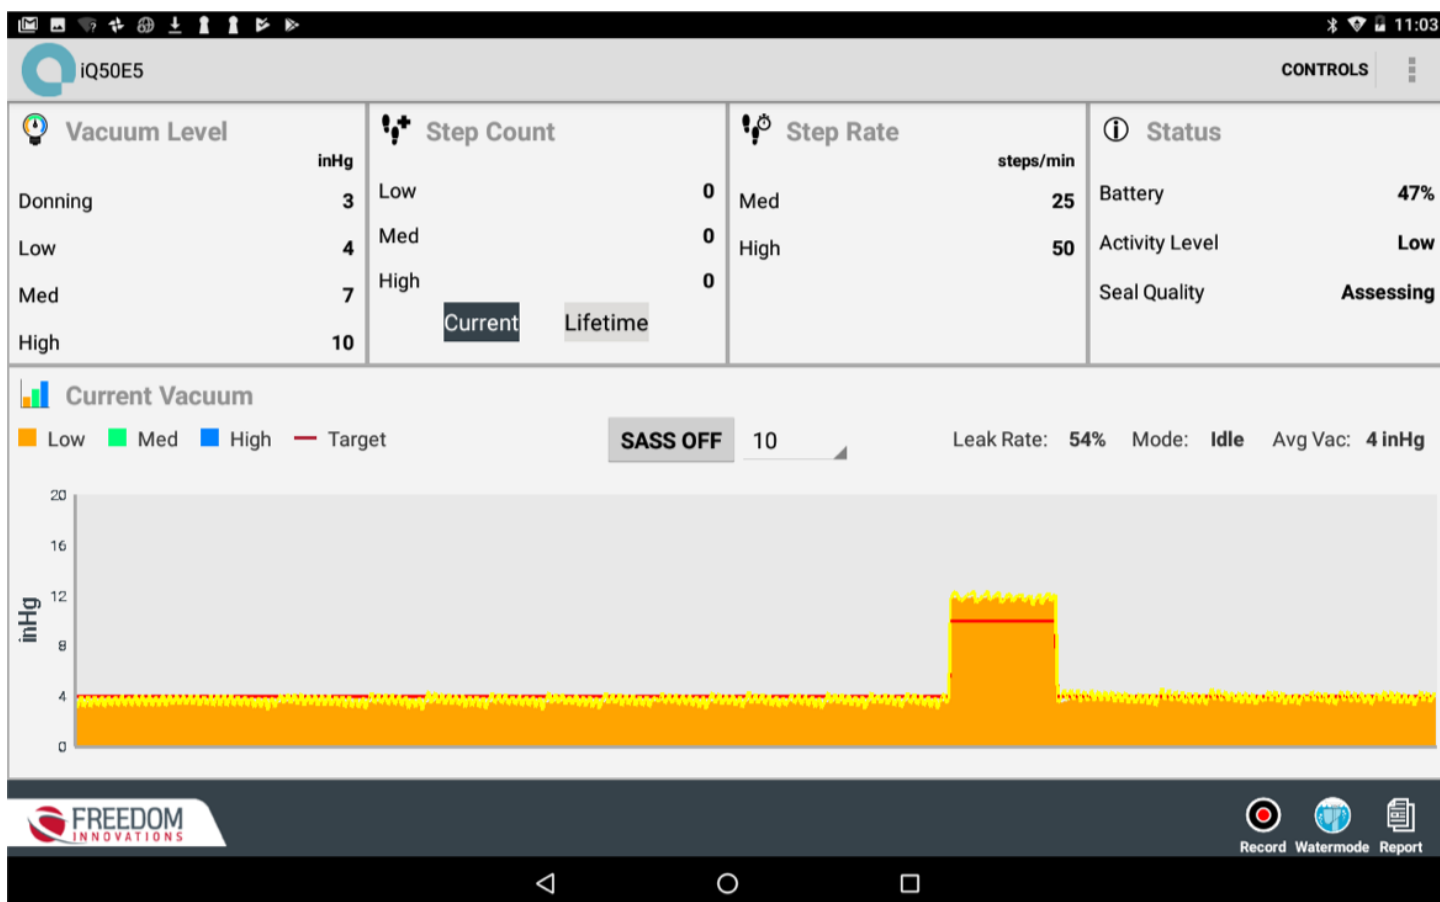 11:03
iQ50E5
CONTROLS
Vacuum Level
inHg
Donning 3
Low 4
Med 7
High 10
Step Count
Low 0
Med 0
High 0
Current Lifetime
Step Rate
steps/min
Med 25
High 50
Status
Battery 47%
Activity Level Low
Seal Quality Assessing
Current Vacuum
Low Med High Target
SASS OFF 10
Leak Rate: 54% Mode: Idle Avg Vac: 4 inHg
20
16
12
8
4
0
inHg
FREEDOM
INNOVATIONS
Record Watermode Report